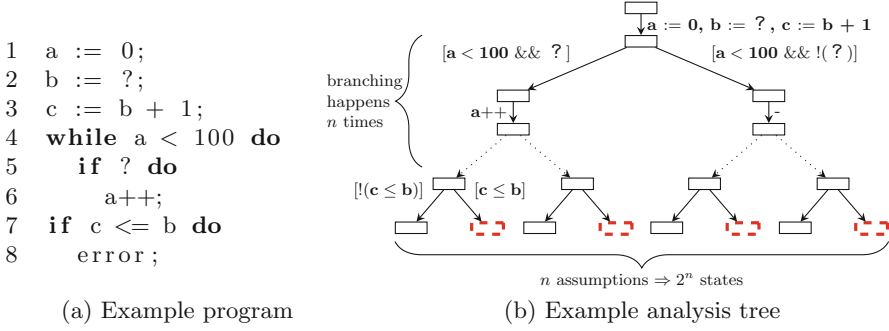 1 a := 0;
2 b := ?;
3 c := b + 1;
4 while a < 100 do
5 if ? do
6 a++;
7 if c <= b do
8 error;
(a) Example program
a := 0, b := ?, c := b + 1
[a < 100 && ?]
[a < 100 && !(?)]
branching
happens
n times
a++
-
[!(c ≤ b)]
[c ≤ b]
n assumptions ⇒ 2^n states
(b) Example analysis tree